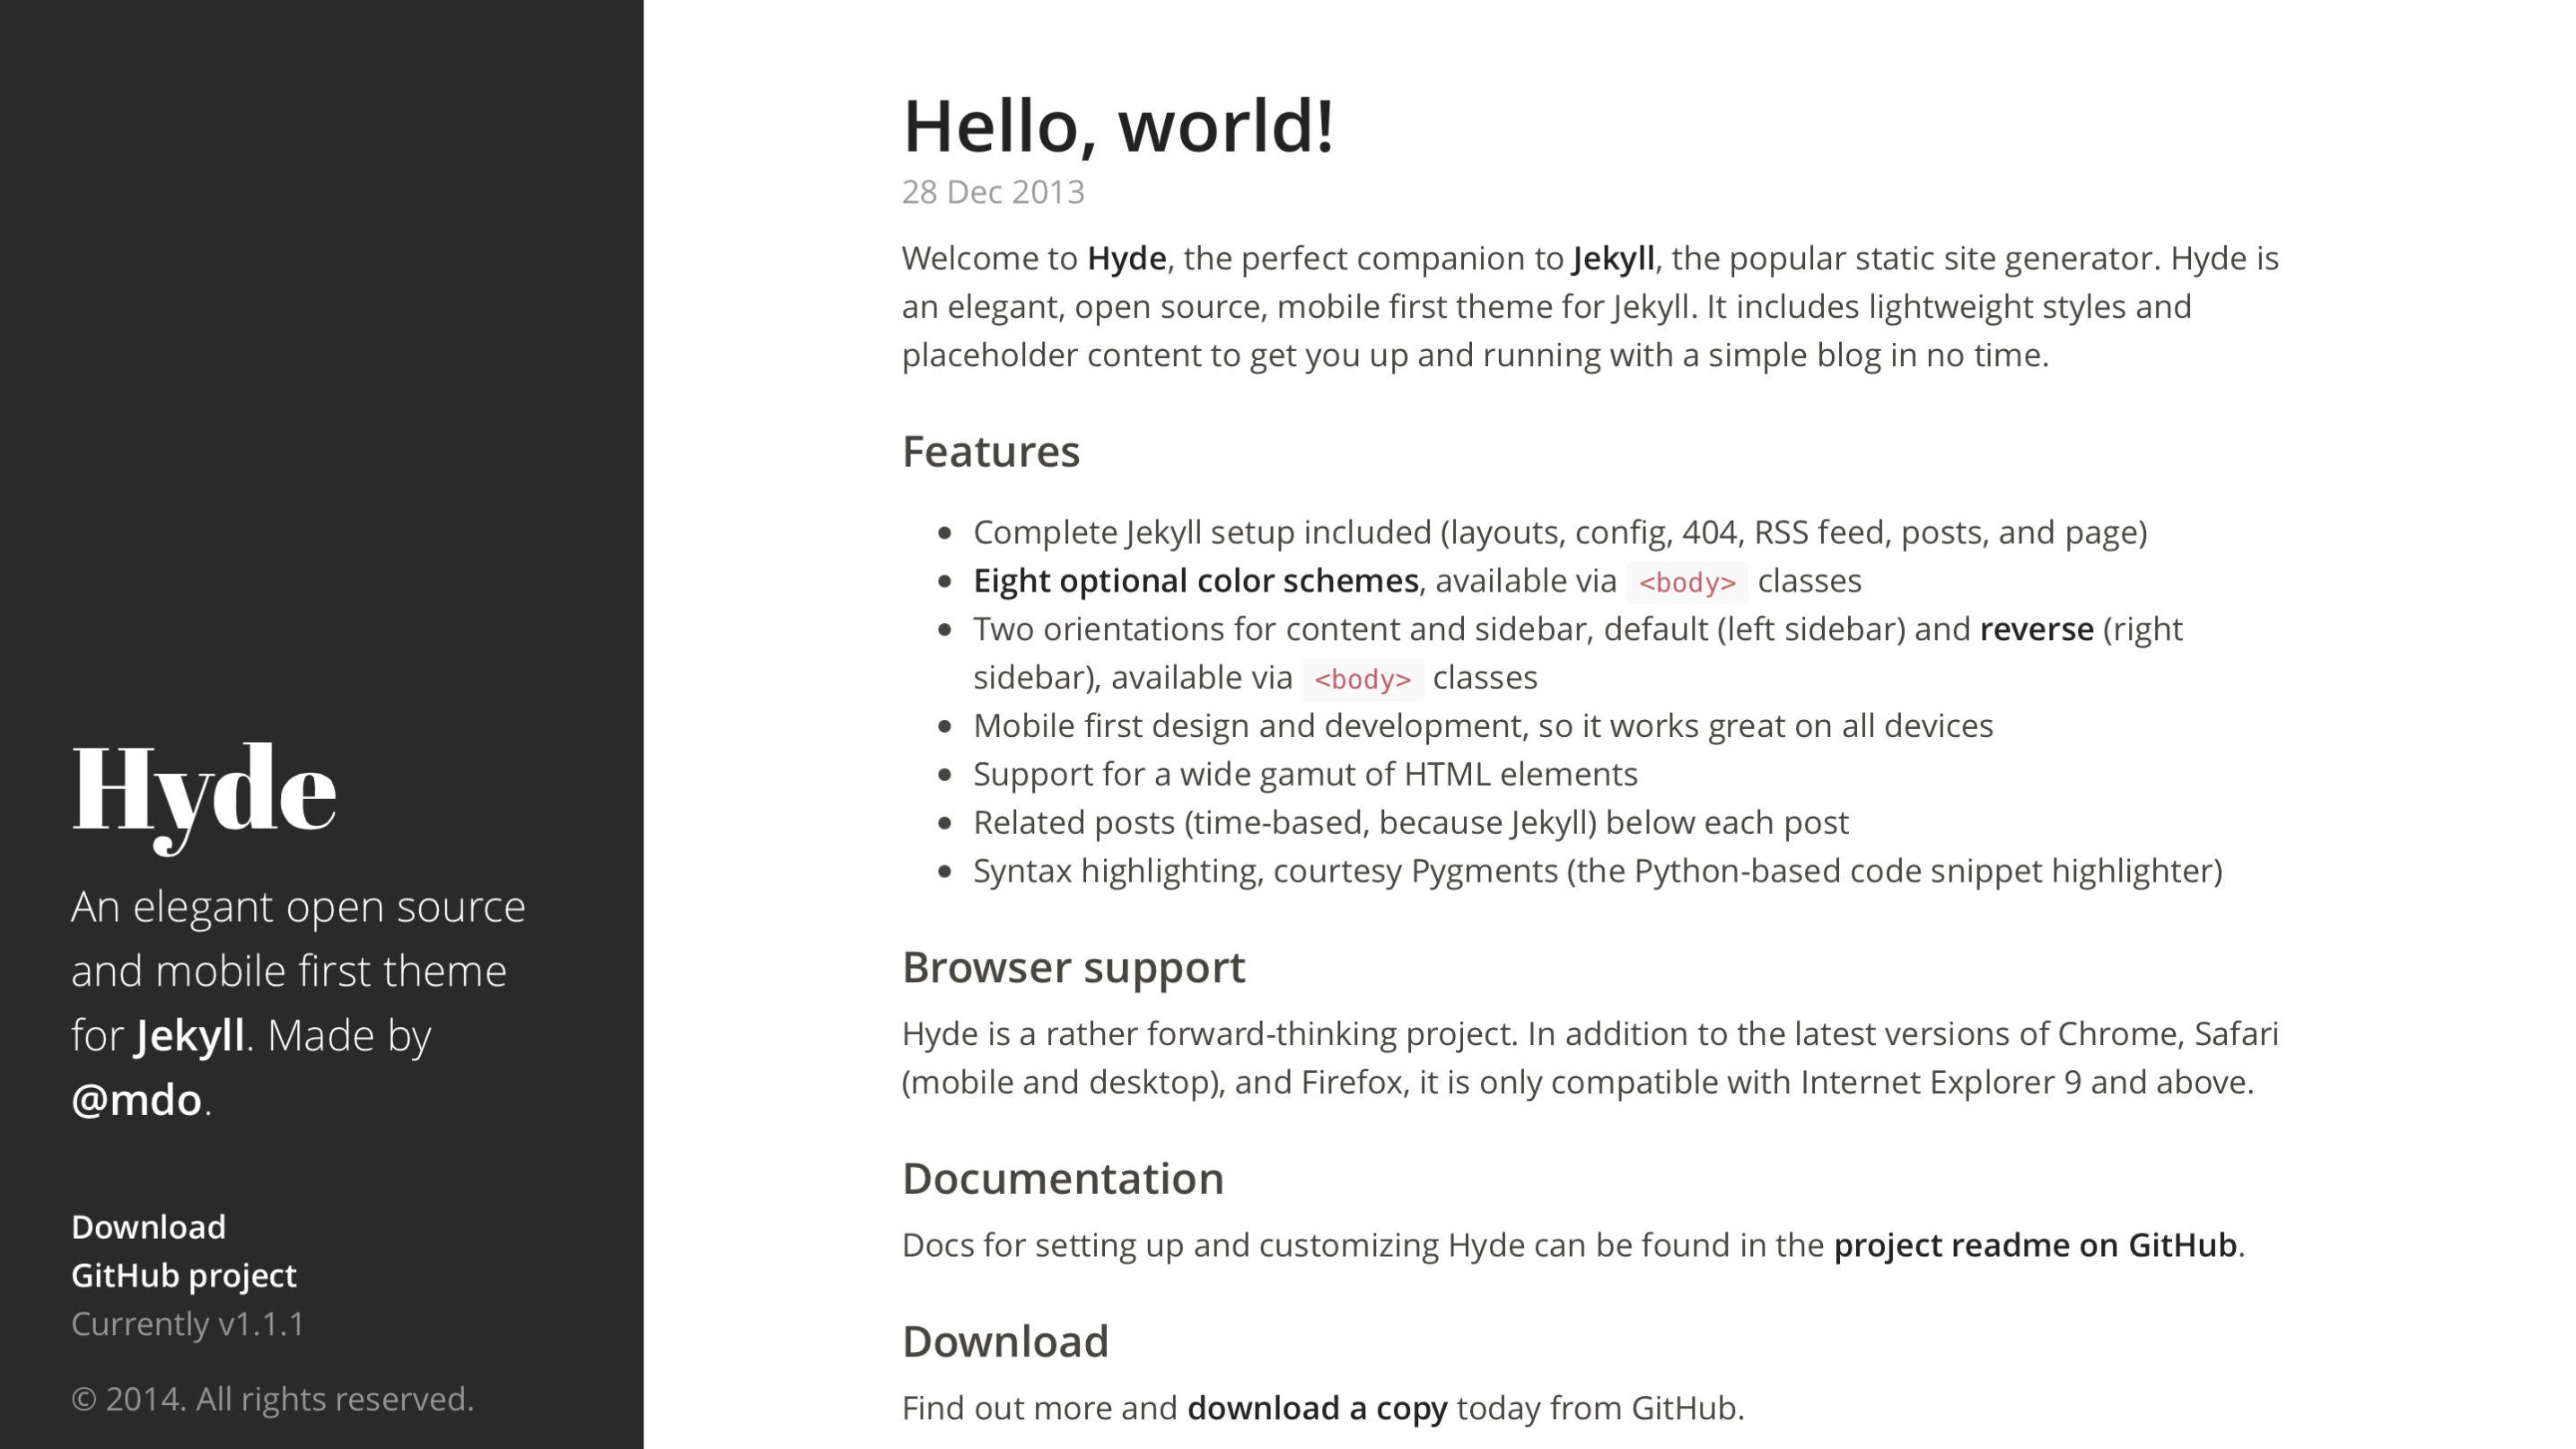 Hyde
An elegant open source
and mobile first theme
for Jekyll. Made by
@mdo.
Download
GitHub project
Currently v1.1.1
© 2014. All rights reserved.
Hello, world!
28 Dec 2013
Welcome to Hyde, the perfect companion to Jekyll, the popular static site generator. Hyde is
an elegant, open source, mobile first theme for Jekyll. It includes lightweight styles and
placeholder content to get you up and running with a simple blog in no time.
Features
• Complete Jekyll setup included (layouts, config, 404, RSS feed, posts, and page)
• Eight optional color schemes, available via <body> classes
• Two orientations for content and sidebar, default (left sidebar) and reverse (right
sidebar), available via <body> classes
• Mobile first design and development, so it works great on all devices
• Support for a wide gamut of HTML elements
• Related posts (time-based, because Jekyll) below each post
• Syntax highlighting, courtesy Pygments (the Python-based code snippet highlighter)
Browser support
Hyde is a rather forward-thinking project. In addition to the latest versions of Chrome, Safari
(mobile and desktop), and Firefox, it is only compatible with Internet Explorer 9 and above.
Documentation
Docs for setting up and customizing Hyde can be found in the project readme on GitHub.
Download
Find out more and download a copy today from GitHub.